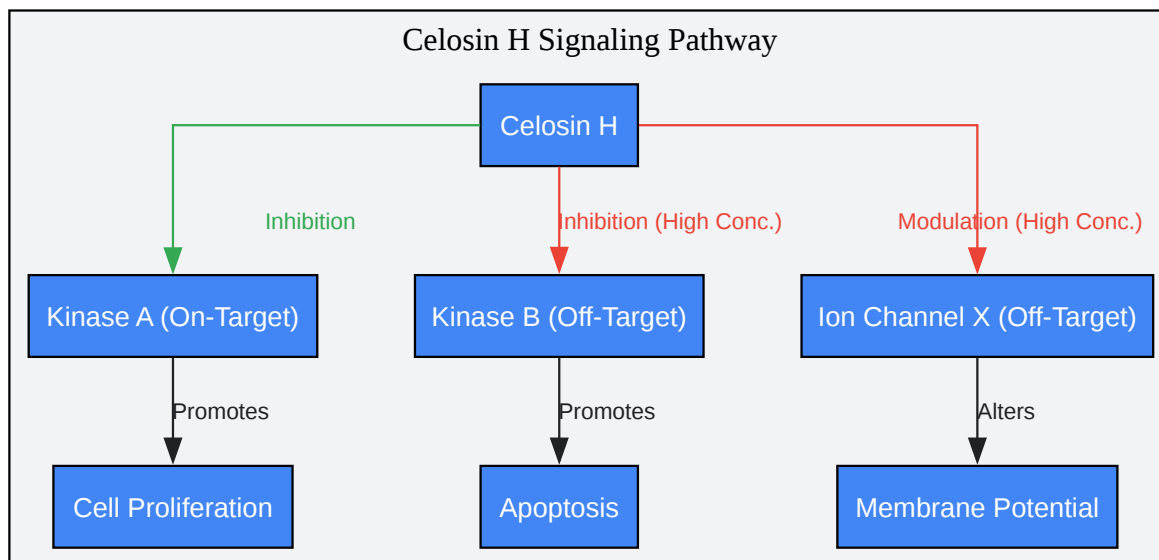 Celosin H Signaling Pathway
Celosin H
Inhibition
Inhibition (High Conc.)
Modulation (High Conc.)
Kinase A (On-Target)
Kinase B (Off-Target)
Ion Channel X (Off-Target)
Promotes
Promotes
Alters
Cell Proliferation
Apoptosis
Membrane Potential